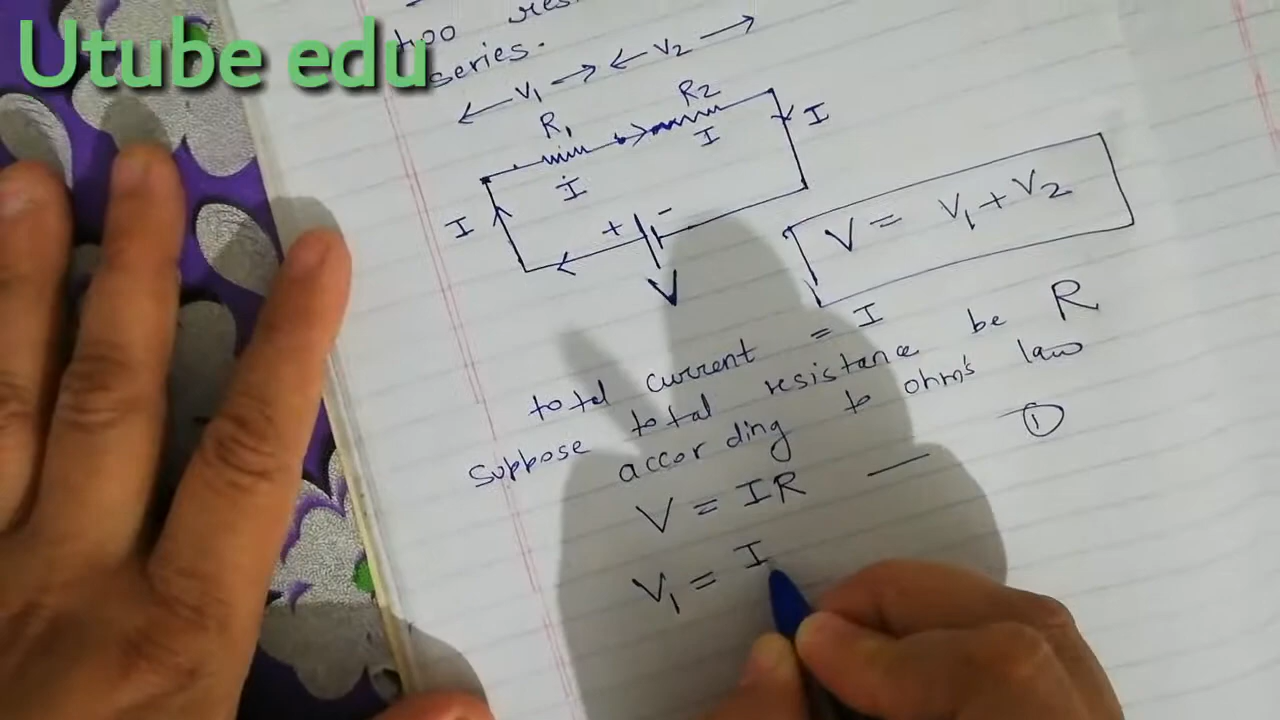 Utube edu
series.
V1 V2
R1 R2
I I I I
+ -
V
V = V1 + V2
total current = I
suppose total resistance be R
according to ohm's law
V = IR — ①
V1 = I